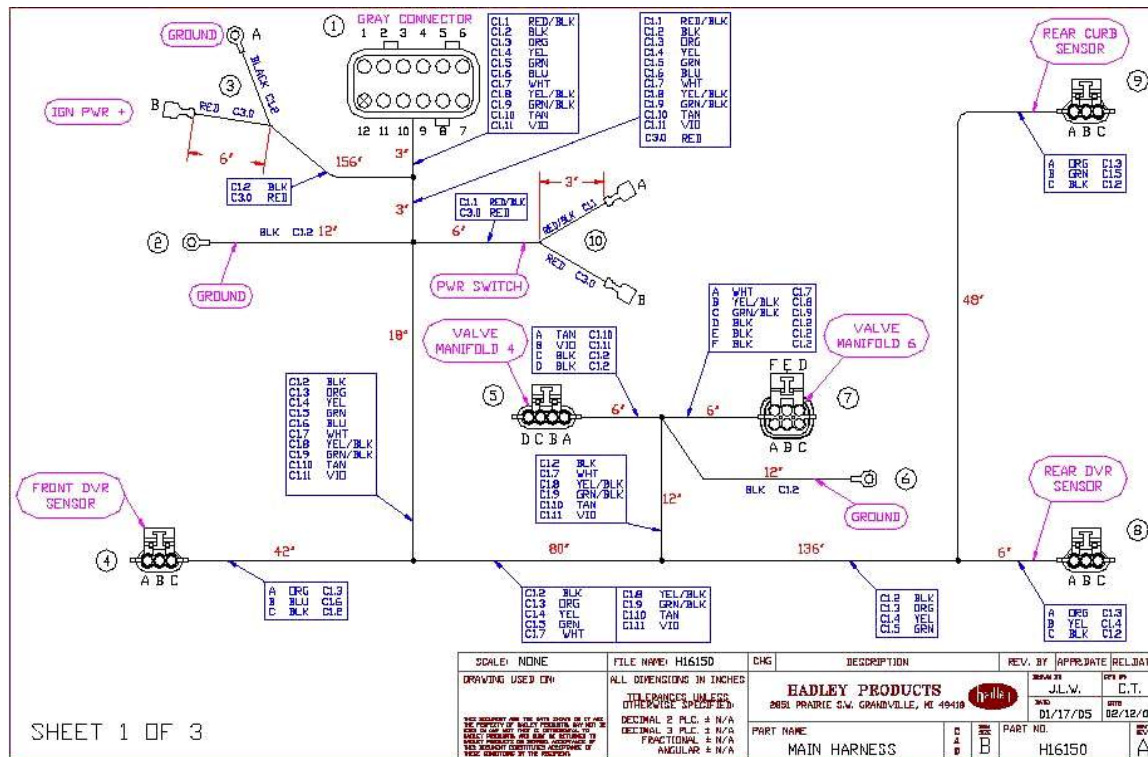 GRAY CONNECTOR
1
1 2 3 4 5 6
12 11 10 9 8 7
C1.1 RED/BLK
C1.2 BLK
C1.3 ORG
C1.4 YEL
C1.5 GRN
C1.6 BLU
C1.7 WHT
C1.8 YEL/BLK
C1.9 GRN/BLK
C1.10 TAN
C1.11 VIO
C1.1 RED/BLK
C1.2 BLK
C1.3 ORG
C1.4 YEL
C1.5 GRN
C1.6 BLU
C1.7 WHT
C1.8 YEL/BLK
C1.9 GRN/BLK
C1.10 TAN
C1.11 VIO
C3.0 RED
GROUND
A
BLACK C1.2
3
IGN PWR +
B
RED C3.0
6"
156"
C1.2 BLK
C3.0 RED
3"
3"
REAR CURB
SENSOR
9
A B C
A ORG C1.3
B GRN C1.5
C BLK C1.2
2
BLK C1.2
12"
GROUND
6"
C1.1 RED/BLK
C3.0 RED
3"
RED/BLK C1.1
A
10
RED C3.0
B
PWR SWITCH
18"
48"
VALVE
MANIFOLD 4
A TAN C1.10
B VIO C1.11
C BLK C1.2
D BLK C1.2
A WHT C1.7
B YEL/BLK C1.8
C GRN/BLK C1.9
D BLK C1.2
E BLK C1.2
F BLK C1.2
VALVE
MANIFOLD 6
5
D C B A
6"
6"
F E D
A B C
7
C1.2 BLK
C1.3 ORG
C1.4 YEL
C1.5 GRN
C1.6 BLU
C1.7 WHT
C1.8 YEL/BLK
C1.9 GRN/BLK
C1.10 TAN
C1.11 VIO
C1.2 BLK
C1.7 WHT
C1.8 YEL/BLK
C1.9 GRN/BLK
C1.10 TAN
C1.11 VIO
12"
12"
BLK C1.2
6
GROUND
FRONT DVR
SENSOR
4
A B C
42"
80"
136"
6"
REAR DVR
SENSOR
8
A B C
A ORG C1.3
B BLU C1.6
C BLK C1.2
C1.2 BLK
C1.3 ORG
C1.4 YEL
C1.5 GRN
C1.7 WHT
C1.8 YEL/BLK
C1.9 GRN/BLK
C1.10 TAN
C1.11 VIO
C1.2 BLK
C1.3 ORG
C1.4 YEL
C1.5 GRN
A ORG C1.3
B YEL C1.4
C BLK C1.2
SHEET 1 OF 3
SCALE: NONE
FILE NAME: H16150
CHG
DESCRIPTION
REV. BY
APPR.DATE
REL.DAT
DRAWING USED ON:
ALL DIMENSIONS IN INCHES
TOLERANCES UNLESS
OTHERWISE SPECIFIED:
DECIMAL 2 PLC. ± N/A
DECIMAL 3 PLC. ± N/A
FRACTIONAL ± N/A
ANGULAR ± N/A
HADLEY PRODUCTS
2851 PRAIRIE S.W. GRANDVILLE, MI 49418
hadley
J.L.W.
C.T.
01/17/05
02/12/0
PART NAME
MAIN HARNESS
B
PART NO.
H16150
A